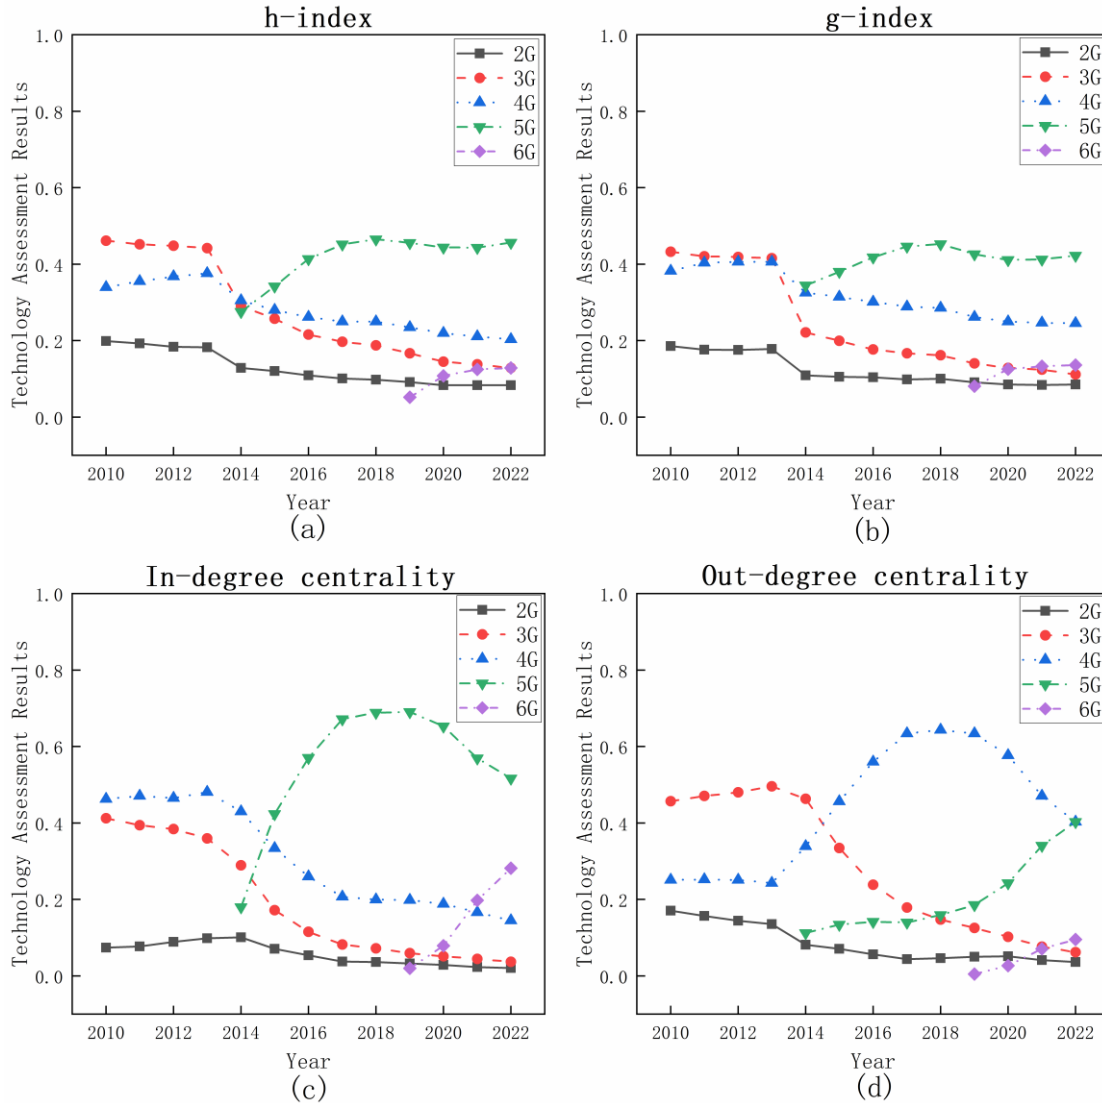 h-index
Technology Assessment Results
1.0
0.8
0.6
0.4
0.2
0.0
2G
3G
4G
5G
6G
2010 2012 2014 2016 2018 2020 2022
Year
(a)
g-index
Technology Assessment Results
1.0
0.8
0.6
0.4
0.2
0.0
2G
3G
4G
5G
6G
2010 2012 2014 2016 2018 2020 2022
Year
(b)
In-degree centrality
Technology Assessment Results
1.0
0.8
0.6
0.4
0.2
0.0
2G
3G
4G
5G
6G
2010 2012 2014 2016 2018 2020 2022
Year
(c)
Out-degree centrality
Technology Assessment Results
1.0
0.8
0.6
0.4
0.2
0.0
2G
3G
4G
5G
6G
2010 2012 2014 2016 2018 2020 2022
Year
(d)